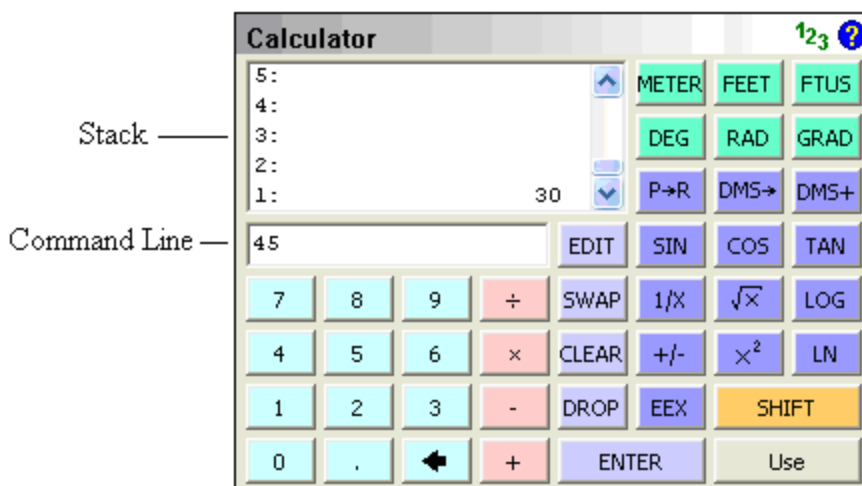 Calculator 123 ?
5:
4:
3:
2:
1: 30
Stack
METER FEET FTUS
DEG RAD GRAD
P→R DMS→ DMS+
Command Line
45 EDIT SIN COS TAN
7 8 9 ÷ SWAP 1/X √x LOG
4 5 6 × CLEAR +/- x² LN
1 2 3 - DROP EEX SHIFT
0 . + ENTER Use